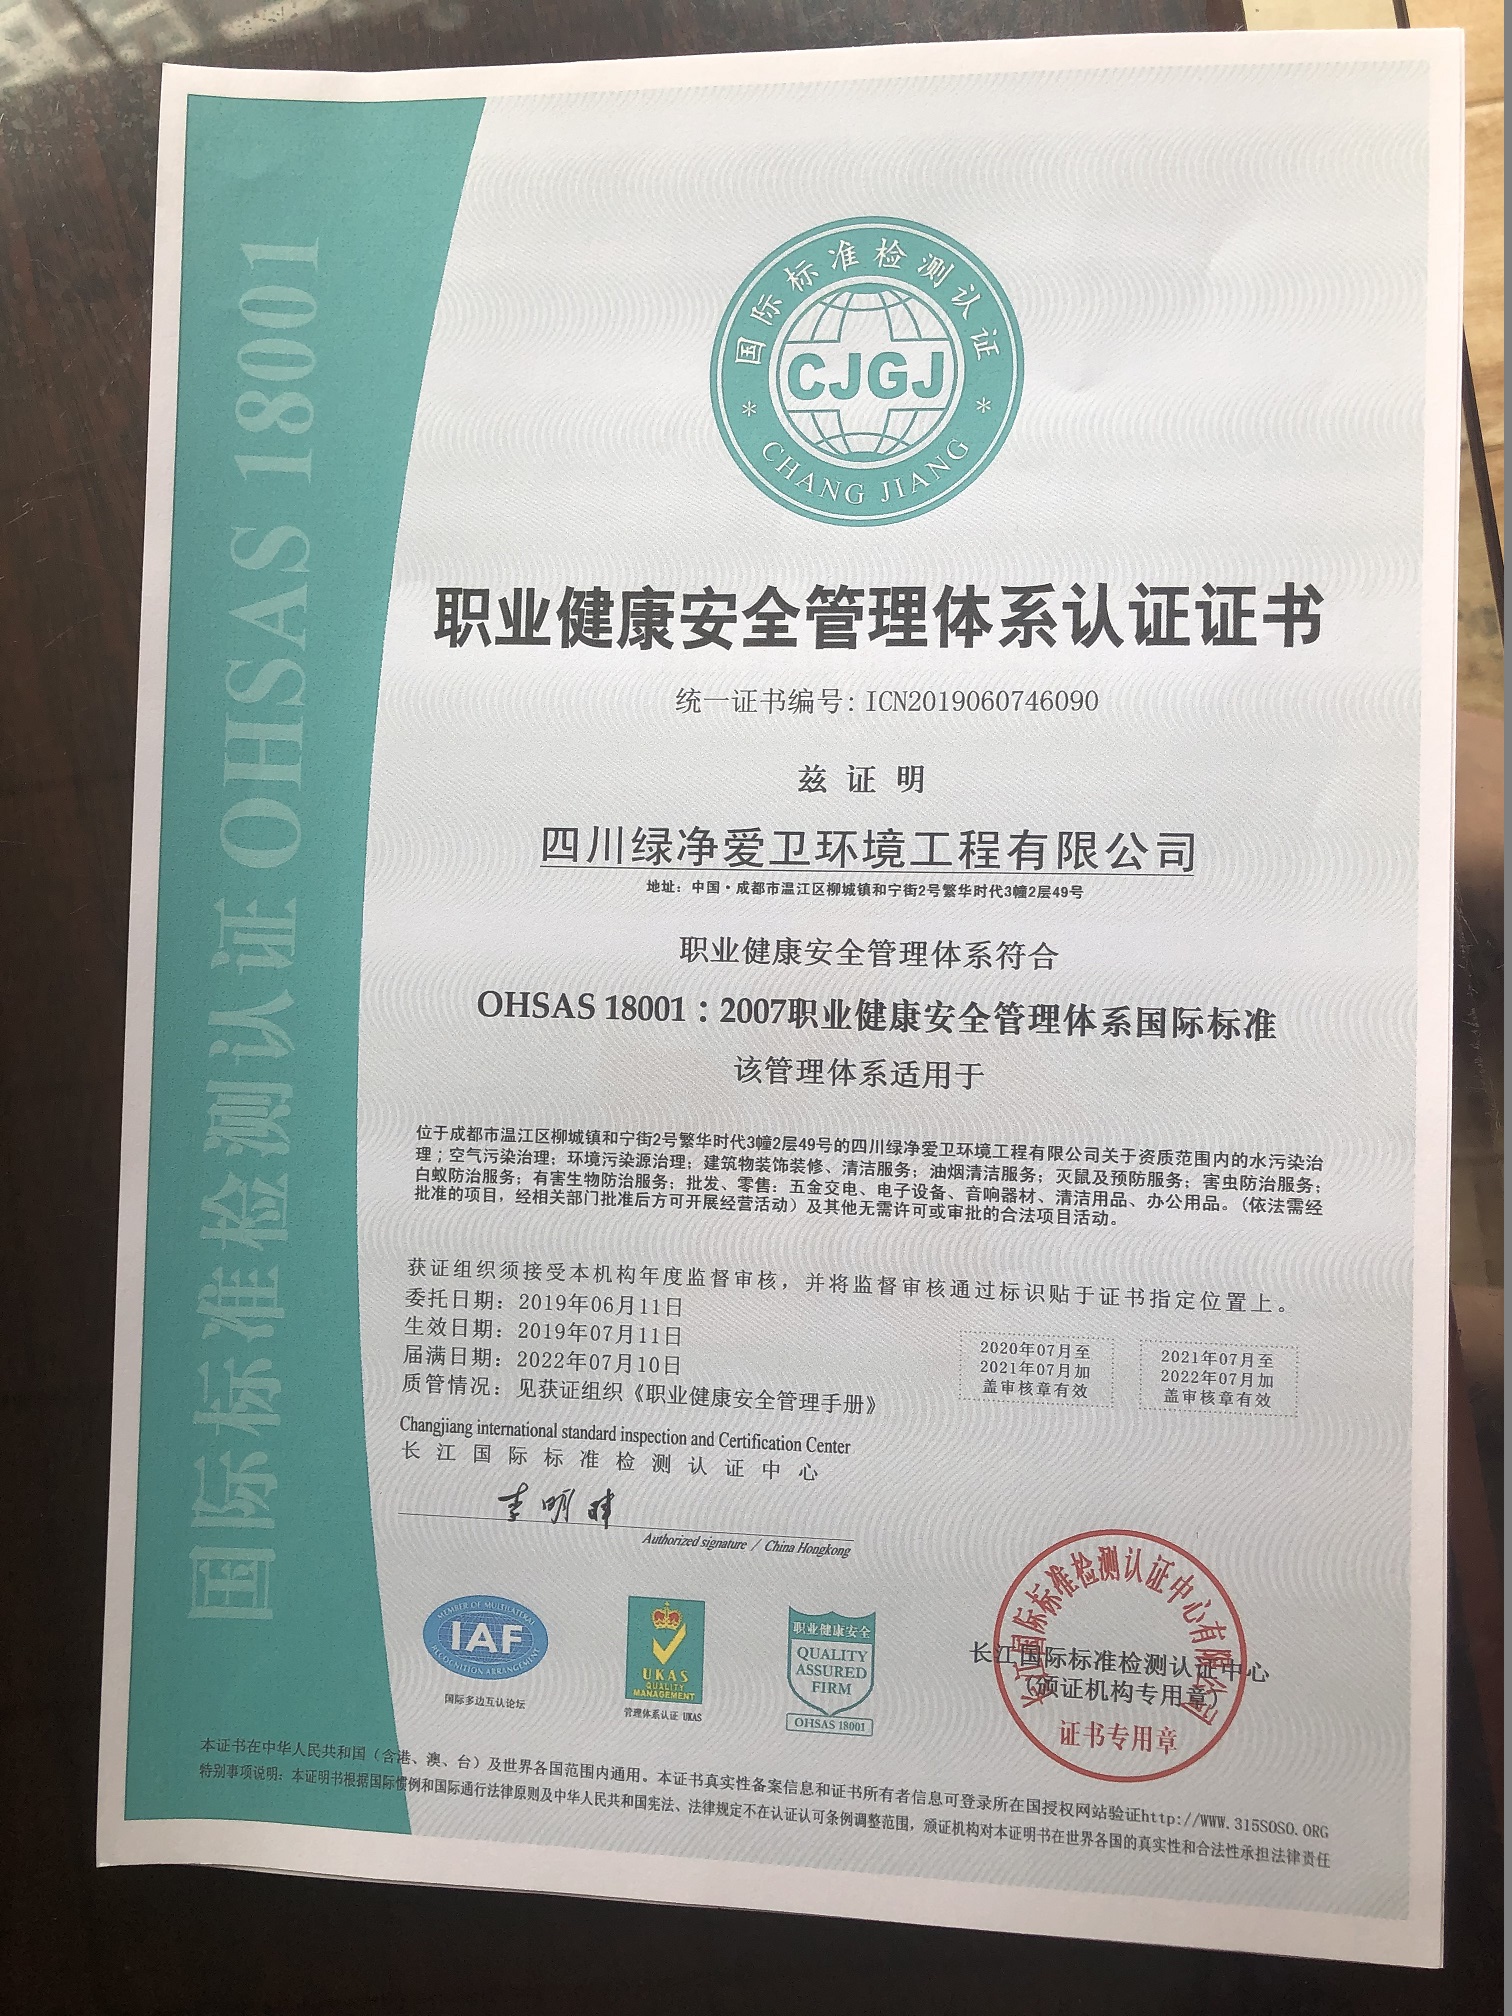 国际标准检测认证 OHSAS 18001
国际标准检测认证
CJGJ
* CHANG JIANG *
职业健康安全管理体系认证证书
统一证书编号: ICN2019060746090
兹 证 明
四川绿净爱卫环境工程有限公司
地址：中国·成都市温江区柳城镇和宁街2号繁华时代3幢2层49号
职业健康安全管理体系符合
OHSAS 18001：2007职业健康安全管理体系国际标准
该管理体系适用于
位于成都市温江区柳城镇和宁街2号繁华时代3幢2层49号的四川绿净爱卫环境工程有限公司关于资质范围内的水污染治
理；空气污染治理；环境污染源治理；建筑物装饰装修、清洁服务；油烟清洁服务；灭鼠及预防服务；害虫防治服务；
白蚁防治服务；有害生物防治服务；批发、零售：五金交电、电子设备、音响器材、清洁用品、办公用品。(依法需经
批准的项目，经相关部门批准后方可开展经营活动）及其他无需许可或审批的合法项目活动。
获证组织须接受本机构年度监督审核，并将监督审核通过标识贴于证书指定位置上。
委托日期：2019年06月11日
生效日期：2019年07月11日
届满日期：2022年07月10日
质管情况：见获证组织《职业健康安全管理手册》
2020年07月至
2021年07月加
盖审核章有效
2021年07月至
2022年07月加
盖审核章有效
Changjiang international standard inspection and Certification Center
长江国际标准检测认证中心
Authorized signature / China Hongkong
MEMBER OF MULTILATERAL
IAF
RECOGNITION ARRANGEMENT
国际多边互认论坛
UKAS
QUALITY
MANAGEMENT
管理体系认证 UKAS
职业健康安全
QUALITY
ASSURED
FIRM
OHSAS 18001
长江国际标准检测认证中心有限公司
长江国际标准检测认证中心
(颁证机构专用章)
证书专用章
本证书在中华人民共和国（含港、澳、台）及世界各国范围内通用。本证书真实性备案信息和证书所有者信息可登录所在国授权网站验证http://WWW.315SOSO.ORG
特别事项说明：本证明书根据国际惯例和国际通行法律原则及中华人民共和国宪法、法律规定不在认证认可条例调整范围，颁证机构对本证明书在世界各国的真实性和合法性承担法律责任